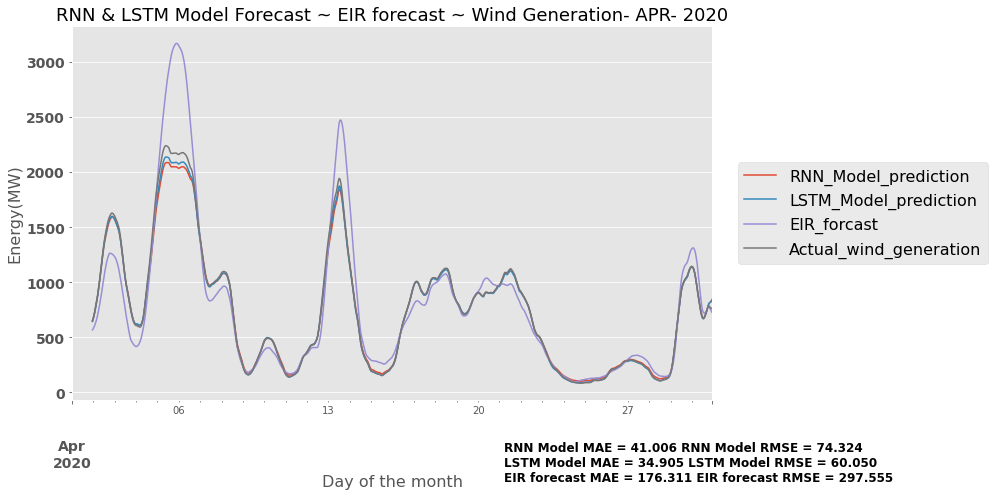 RNN & LSTM Model Forecast ~ EIR forecast ~ Wind Generation- APR- 2020
Energy(MW)
3000
2500
2000
1500
1000
500
0
06
13
20
27
Apr
2020
Day of the month
RNN_Model_prediction
LSTM_Model_prediction
EIR_forcast
Actual_wind_generation
RNN Model MAE = 41.006 RNN Model RMSE = 74.324
LSTM Model MAE = 34.905 LSTM Model RMSE = 60.050
EIR forecast MAE = 176.311 EIR forecast RMSE = 297.555